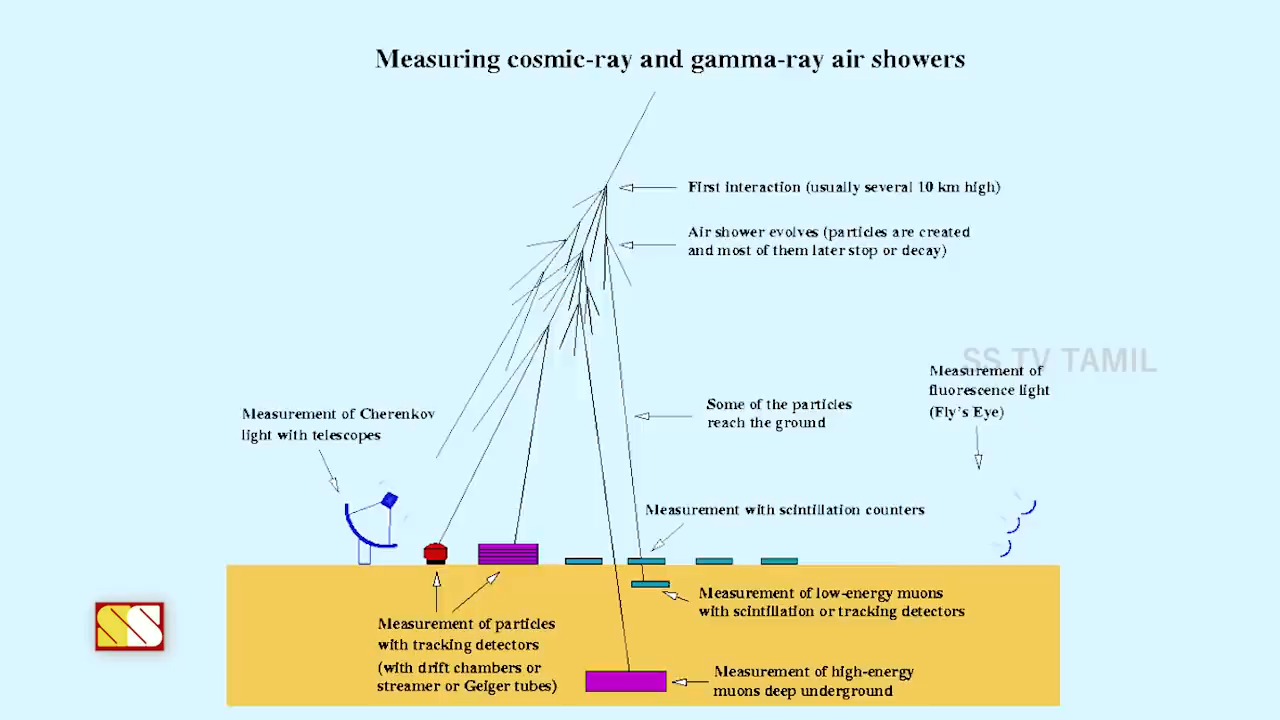 Measuring cosmic-ray and gamma-ray air showers
First interaction (usually several 10 km high)
Air shower evolves (particles are created
and most of them later stop or decay)
SS TV TAMIL
Measurement of
fluorescence light
(Fly's Eye)
Some of the particles
reach the ground
Measurement of Cherenkov
light with telescopes
Measurement with scintillation counters
Measurement of low-energy muons
with scintillation or tracking detectors
Measurement of particles
with tracking detectors
(with drift chambers or
streamer or Geiger tubes)
Measurement of high-energy
muons deep underground
SS